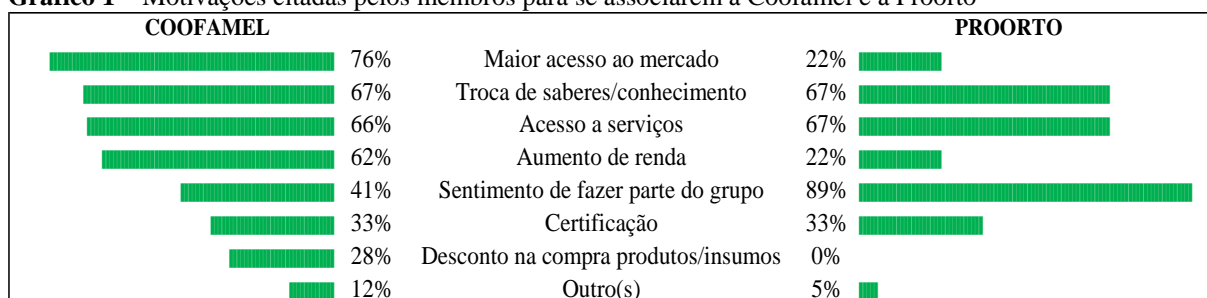 Gráfico 1 – Motivações citadas pelos membros para se associarem à Coofamel e à Proorto
COOFAMEL PROORTO
76% Maior acesso ao mercado 22%
67% Troca de saberes/conhecimento 67%
66% Acesso a serviços 67%
62% Aumento de renda 22%
41% Sentimento de fazer parte do grupo 89%
33% Certificação 33%
28% Desconto na compra produtos/insumos 0%
12% Outro(s) 5%